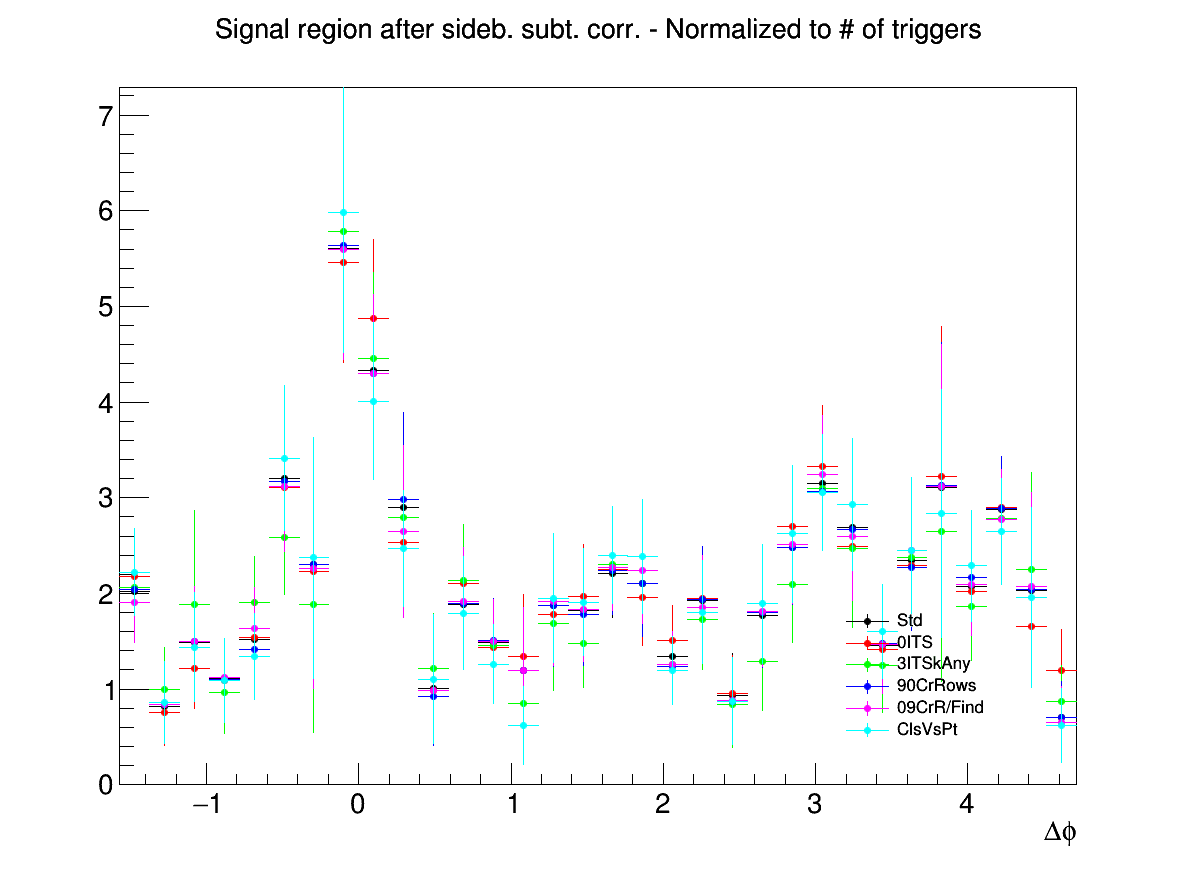 Signal region after sideb. subt. corr. - Normalized to # of triggers
7
6
5
4
3
2
1
0
−1 0 1 2 3 4
Δϕ
Std
0ITS
3ITSkAny
90CrRows
09CrR/Find
ClsVsPt